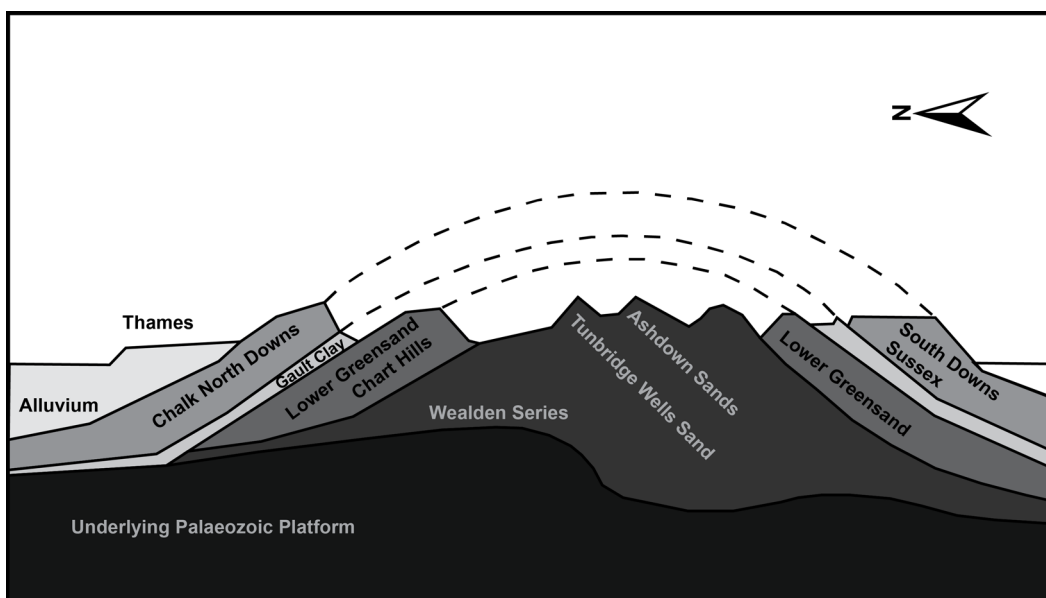 N
Thames
Alluvium
Chalk North Downs
Gault Clay
Lower Greensand
Chart Hills
Wealden Series
Tunbridge Wells Sand
Ashdown Sands
Lower Greensand
South Downs
Sussex
Underlying Palaeozoic Platform